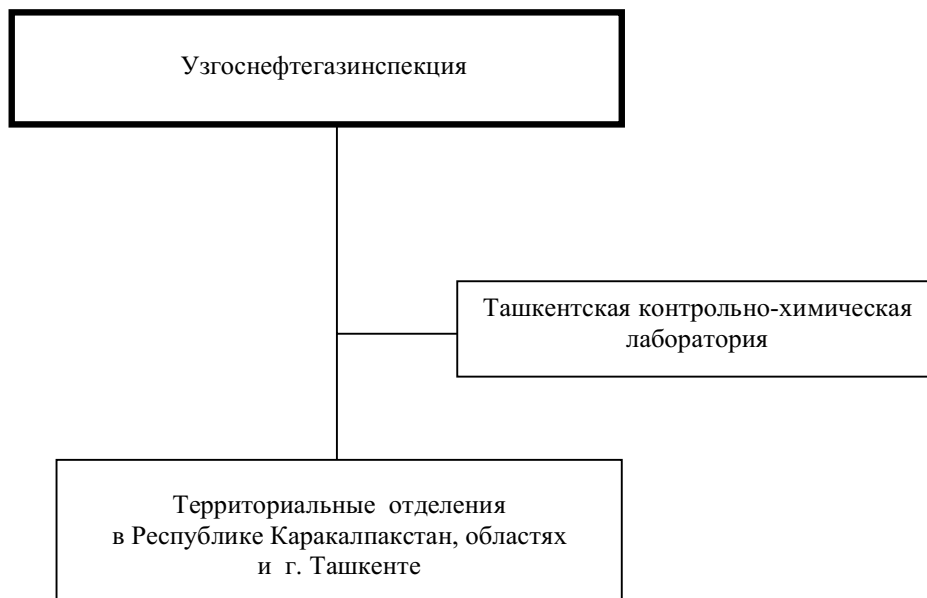 Узгоснефтегазинспекция
Ташкентская контрольно-химическая
лаборатория
Территориальные отделения
в Республике Каракалпакстан, областях
и г. Ташкенте